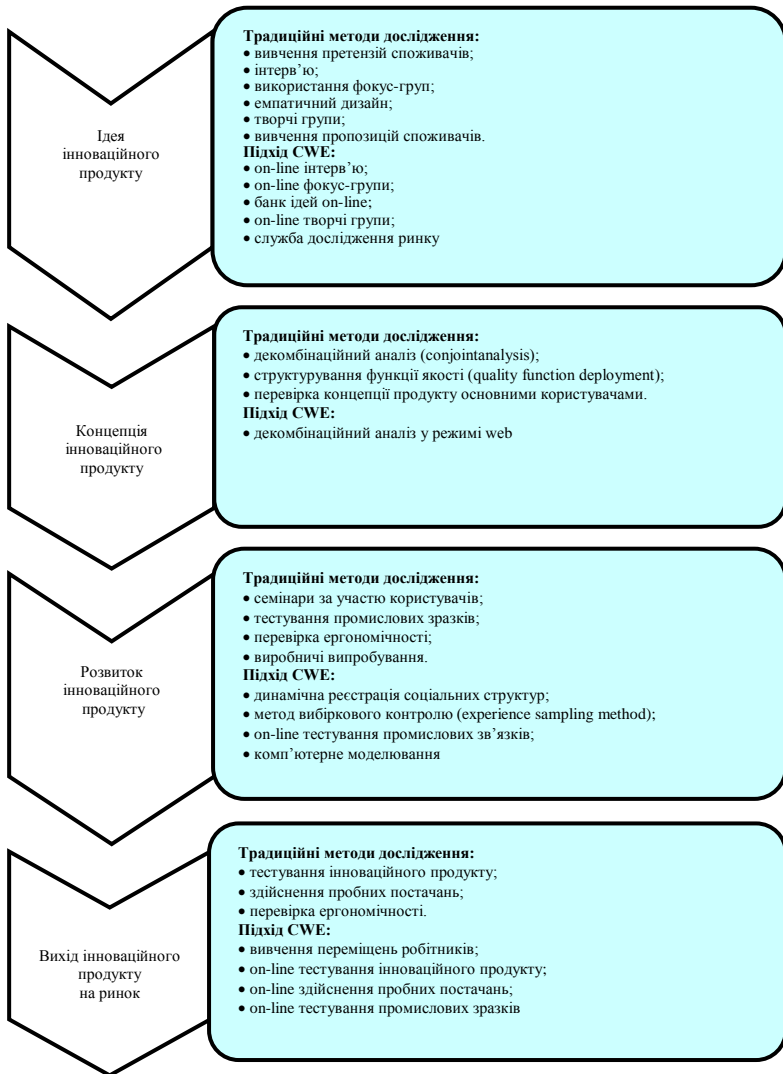 Ідея
інноваційного
продукту
Традиційні методи дослідження:
• вивчення претензій споживачів;
• інтерв’ю;
• використання фокус-груп;
• емпатичний дизайн;
• творчі групи;
• вивчення пропозицій споживачів.
Підхід CWE:
• on-line інтерв’ю;
• on-line фокус-групи;
• банк ідей on-line;
• on-line творчі групи;
• служба дослідження ринку
Концепція
інноваційного
продукту
Традиційні методи дослідження:
• декомбінаційний аналіз (conjointanalysis);
• структурування функції якості (quality function deployment);
• перевірка концепції продукту основними користувачами.
Підхід CWE:
• декомбінаційний аналіз у режимі web
Розвиток
інноваційного
продукту
Традиційні методи дослідження:
• семінари за участю користувачів;
• тестування промислових зразків;
• перевірка ергономічності;
• виробничі випробування.
Підхід CWE:
• динамічна реєстрація соціальних структур;
• метод вибіркового контролю (experience sampling method);
• on-line тестування промислових зв’язків;
• комп’ютерне моделювання
Вихід інноваційного
продукту
на ринок
Традиційні методи дослідження:
• тестування інноваційного продукту;
• здійснення пробних постачань;
• перевірка ергономічності.
Підхід CWE:
• вивчення переміщень робітників;
• on-line тестування інноваційного продукту;
• on-line здійснення пробних постачань;
• on-line тестування промислових зразків